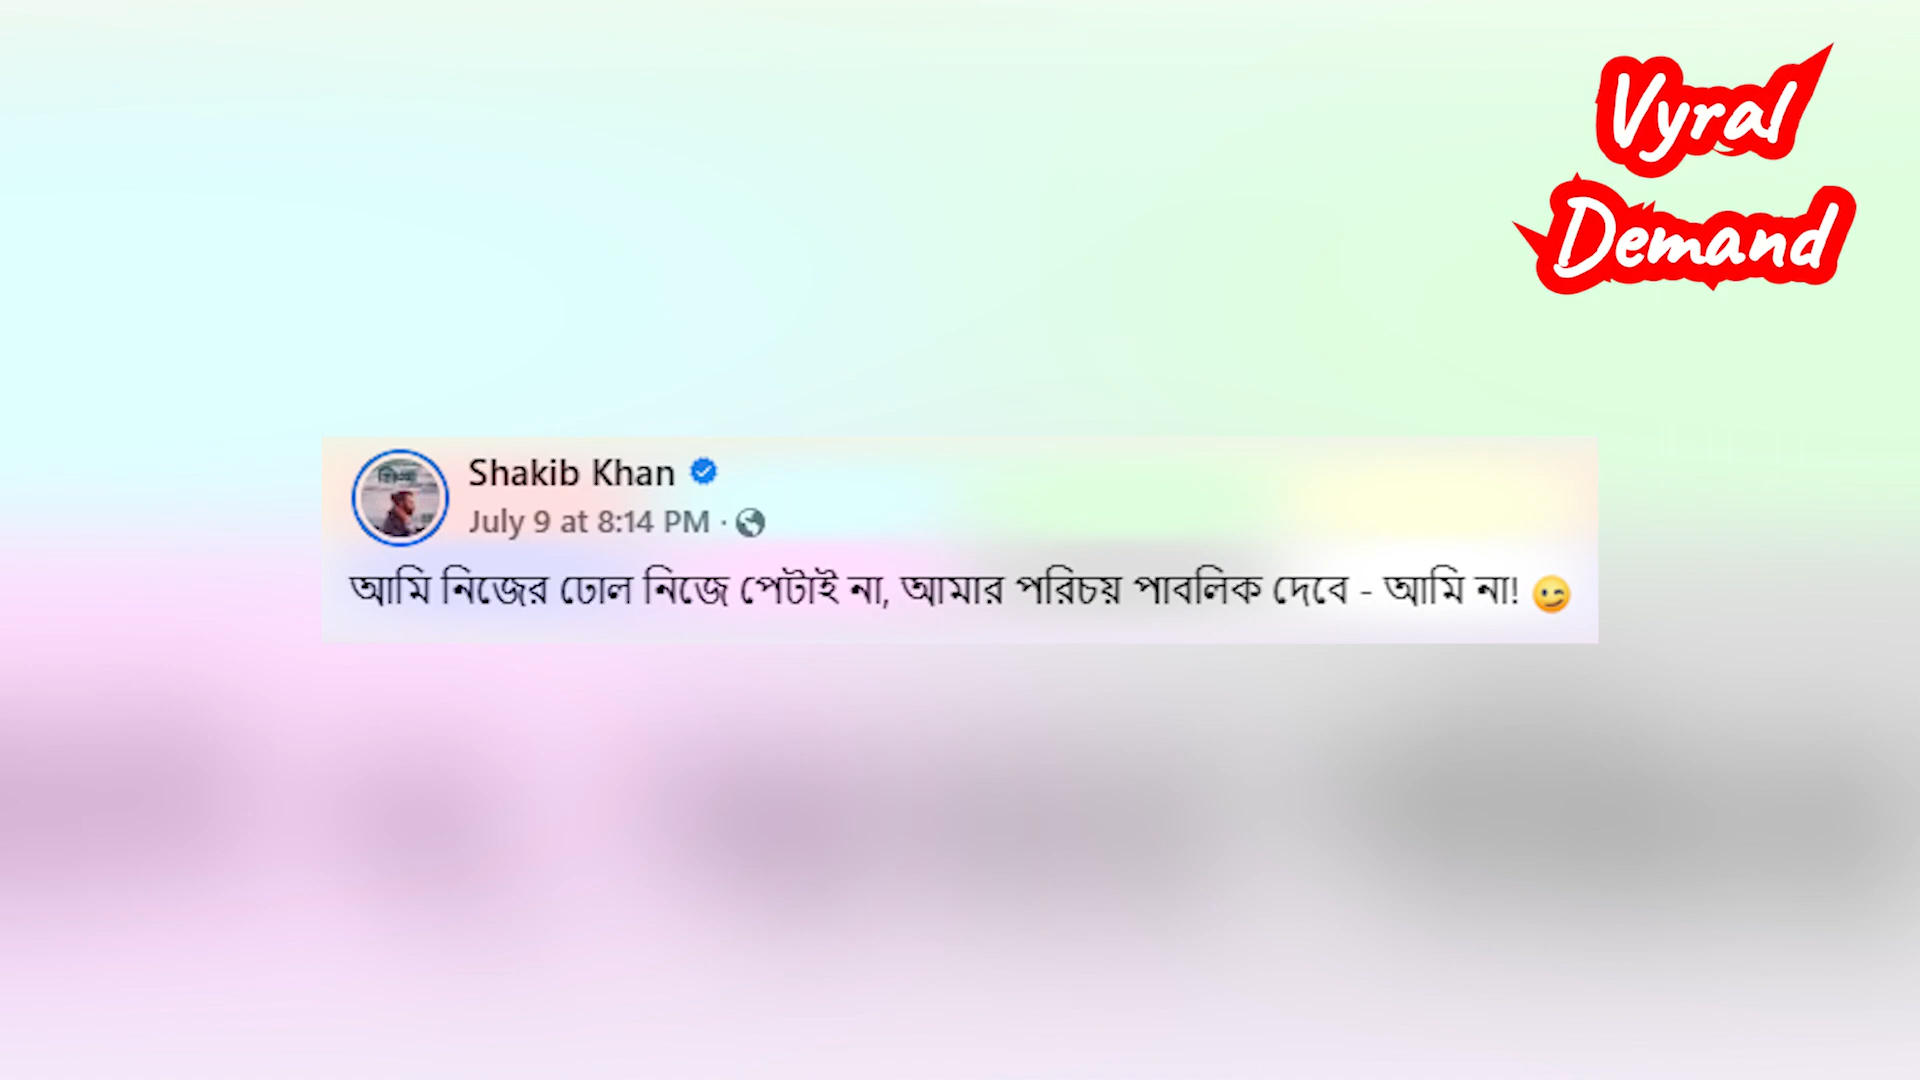 Vyral
Demand
Shakib Khan
July 9 at 8:14 PM ·
আমি নিজের ঢোল নিজে পেটাই না, আমার পরিচয় পাবলিক দেবে - আমি না! 😉